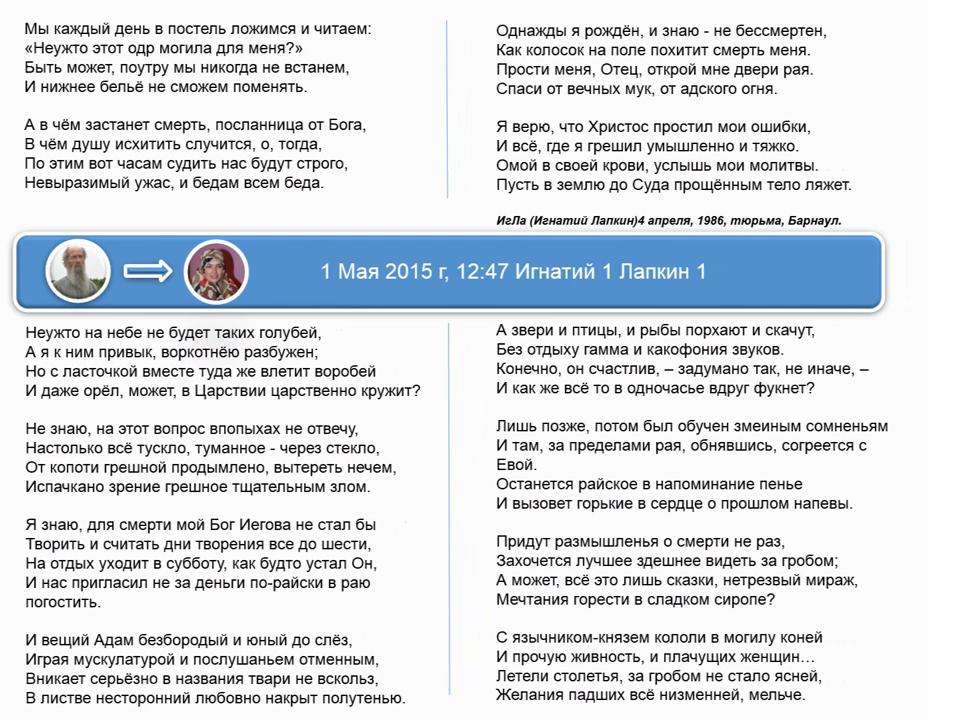 Мы каждый день в постель ложимся и читаем:
«Неужто этот одр могила для меня?»
Быть может, поутру мы никогда не встанем,
И нижнее бельё не сможем поменять.
А в чём застанет смерть, посланница от Бога,
В чём душу исхитить случится, о, тогда,
По этим вот часам судить нас будут строго,
Невыразимый ужас, и бедам всем беда.
Однажды я рождён, и знаю - не бессмертен,
Как колосок на поле похитит смерть меня.
Прости меня, Отец, открой мне двери рая.
Спаси от вечных мук, от адского огня.
Я верю, что Христос простил мои ошибки,
И всё, где я грешил умышленно и тяжко.
Омой в своей крови, услышь мои молитвы.
Пусть в землю до Суда прощённым тело ляжет.
ИгЛа (Игнатий Лапкин)4 апреля, 1986, тюрьма, Барнаул.
1 Мая 2015 г, 12:47 Игнатий 1 Лапкин 1
Неужто на небе не будет таких голубей,
А я к ним привык, воркотнёю разбужен;
Но с ласточкой вместе туда же влетит воробей
И даже орёл, может, в Царствии царственно кружит?
Не знаю, на этот вопрос впопыхах не отвечу,
Настолько всё тускло, туманное - через стекло,
От копоти грешной продымлено, вытереть нечем,
Испачкано зрение грешное тщательным злом.
Я знаю, для смерти мой Бог Иегова не стал бы
Творить и считать дни творения все до шести,
На отдых уходит в субботу, как будто устал Он,
И нас пригласил не за деньги по-райски в раю
погостить.
И вещий Адам безбородый и юный до слёз,
Играя мускулатурой и послушаньем отменным,
Вникает серьёзно в названия твари не вскользь,
В листве несторонний любовно накрыт полутенью.
А звери и птицы, и рыбы порхают и скачут,
Без отдыху гамма и какофония звуков.
Конечно, он счастлив, – задумано так, не иначе, –
И как же всё то в одночасье вдруг фукнет?
Лишь позже, потом был обучен змеиным сомненьям
И там, за пределами рая, обнявшись, согреется с
Евой.
Останется райское в напоминание пенье
И вызовет горькие в сердце о прошлом напевы.
Придут размышленья о смерти не раз,
Захочется лучшее здешнее видеть за гробом;
А может, всё это лишь сказки, нетрезвый мираж,
Мечтания горести в сладком сиропе?
С язычником-князем кололи в могилу коней
И прочую живность, и плачущих женщин…
Летели столетья, за гробом не стало ясней,
Желания падших всё низменней, мельче.